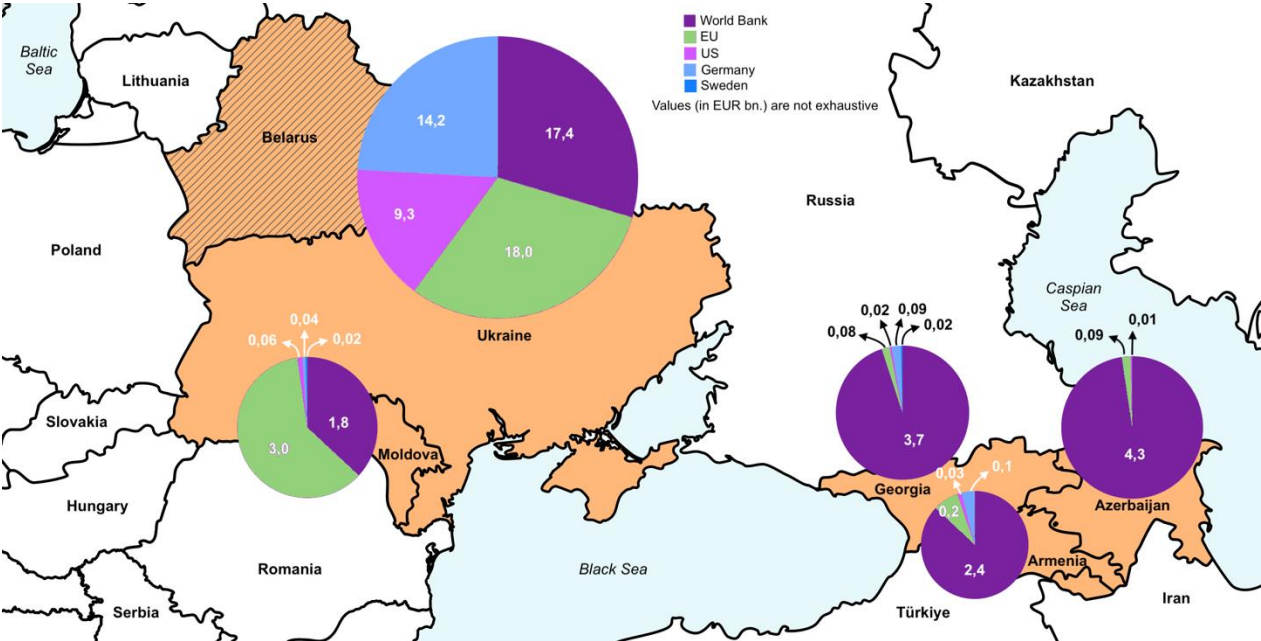 World Bank
EU
US
Germany
Sweden
Values (in EUR bn.) are not exhaustive
Baltic
Sea
Lithuania
Kazakhstan
Belarus
14,2
17,4
9,3
18,0
Russia
Poland
Caspian
Sea
Ukraine
0,04
0,06
0,02
0,02
0,09
0,08
0,02
0,01
0,09
Slovakia
1,8
3,0
Moldova
3,7
4,3
Hungary
Georgia
0,03
0,1
0,2
Azerbaijan
Romania
Black Sea
2,4
Armenia
Serbia
Türkiye
Iran